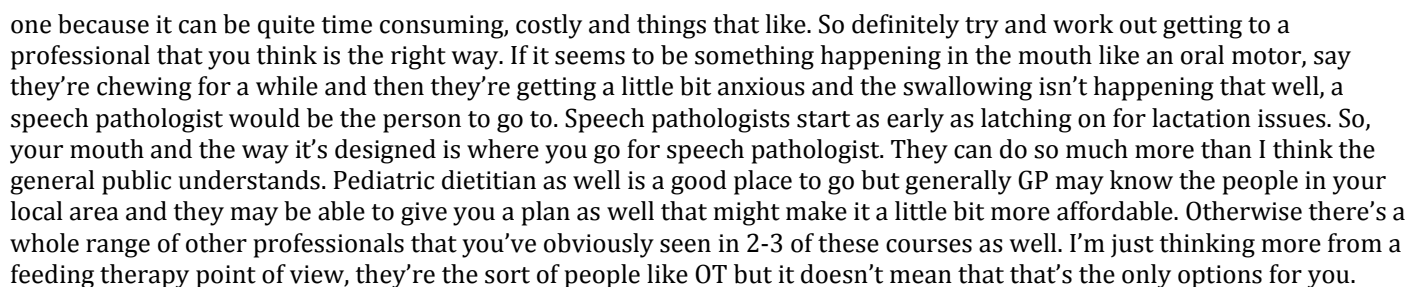 one because it can be quite time consuming, costly and things that like. So definitely try and work out getting to a
professional that you think is the right way. If it seems to be something happening in the mouth like an oral motor, say
they’re chewing for a while and then they’re getting a little bit anxious and the swallowing isn’t happening that well, a
speech pathologist would be the person to go to. Speech pathologists start as early as latching on for lactation issues. So,
your mouth and the way it’s designed is where you go for speech pathologist. They can do so much more than I think the
general public understands. Pediatric dietitian as well is a good place to go but generally GP may know the people in your
local area and they may be able to give you a plan as well that might make it a little bit more affordable. Otherwise there’s a
whole range of other professionals that you’ve obviously seen in 2-3 of these courses as well. I’m just thinking more from a
feeding therapy point of view, they’re the sort of people like OT but it doesn’t mean that that’s the only options for you.